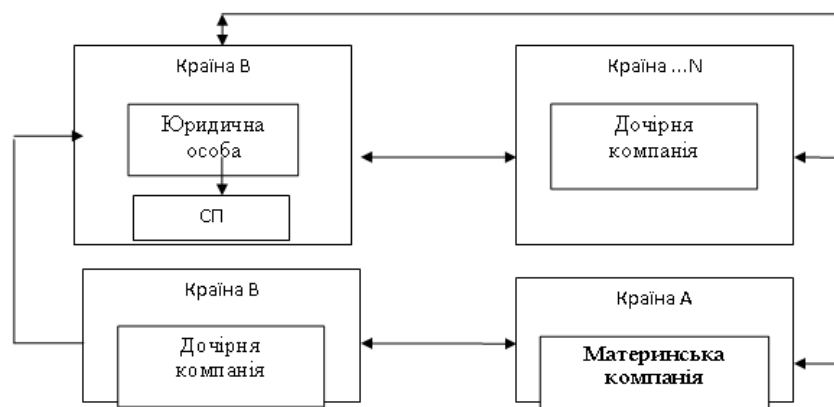 Країна В
Юридична
особа
СП
Країна ...N
Дочірня
компанія
Країна В
Дочірня
компанія
Країна А
Материнська
компанія